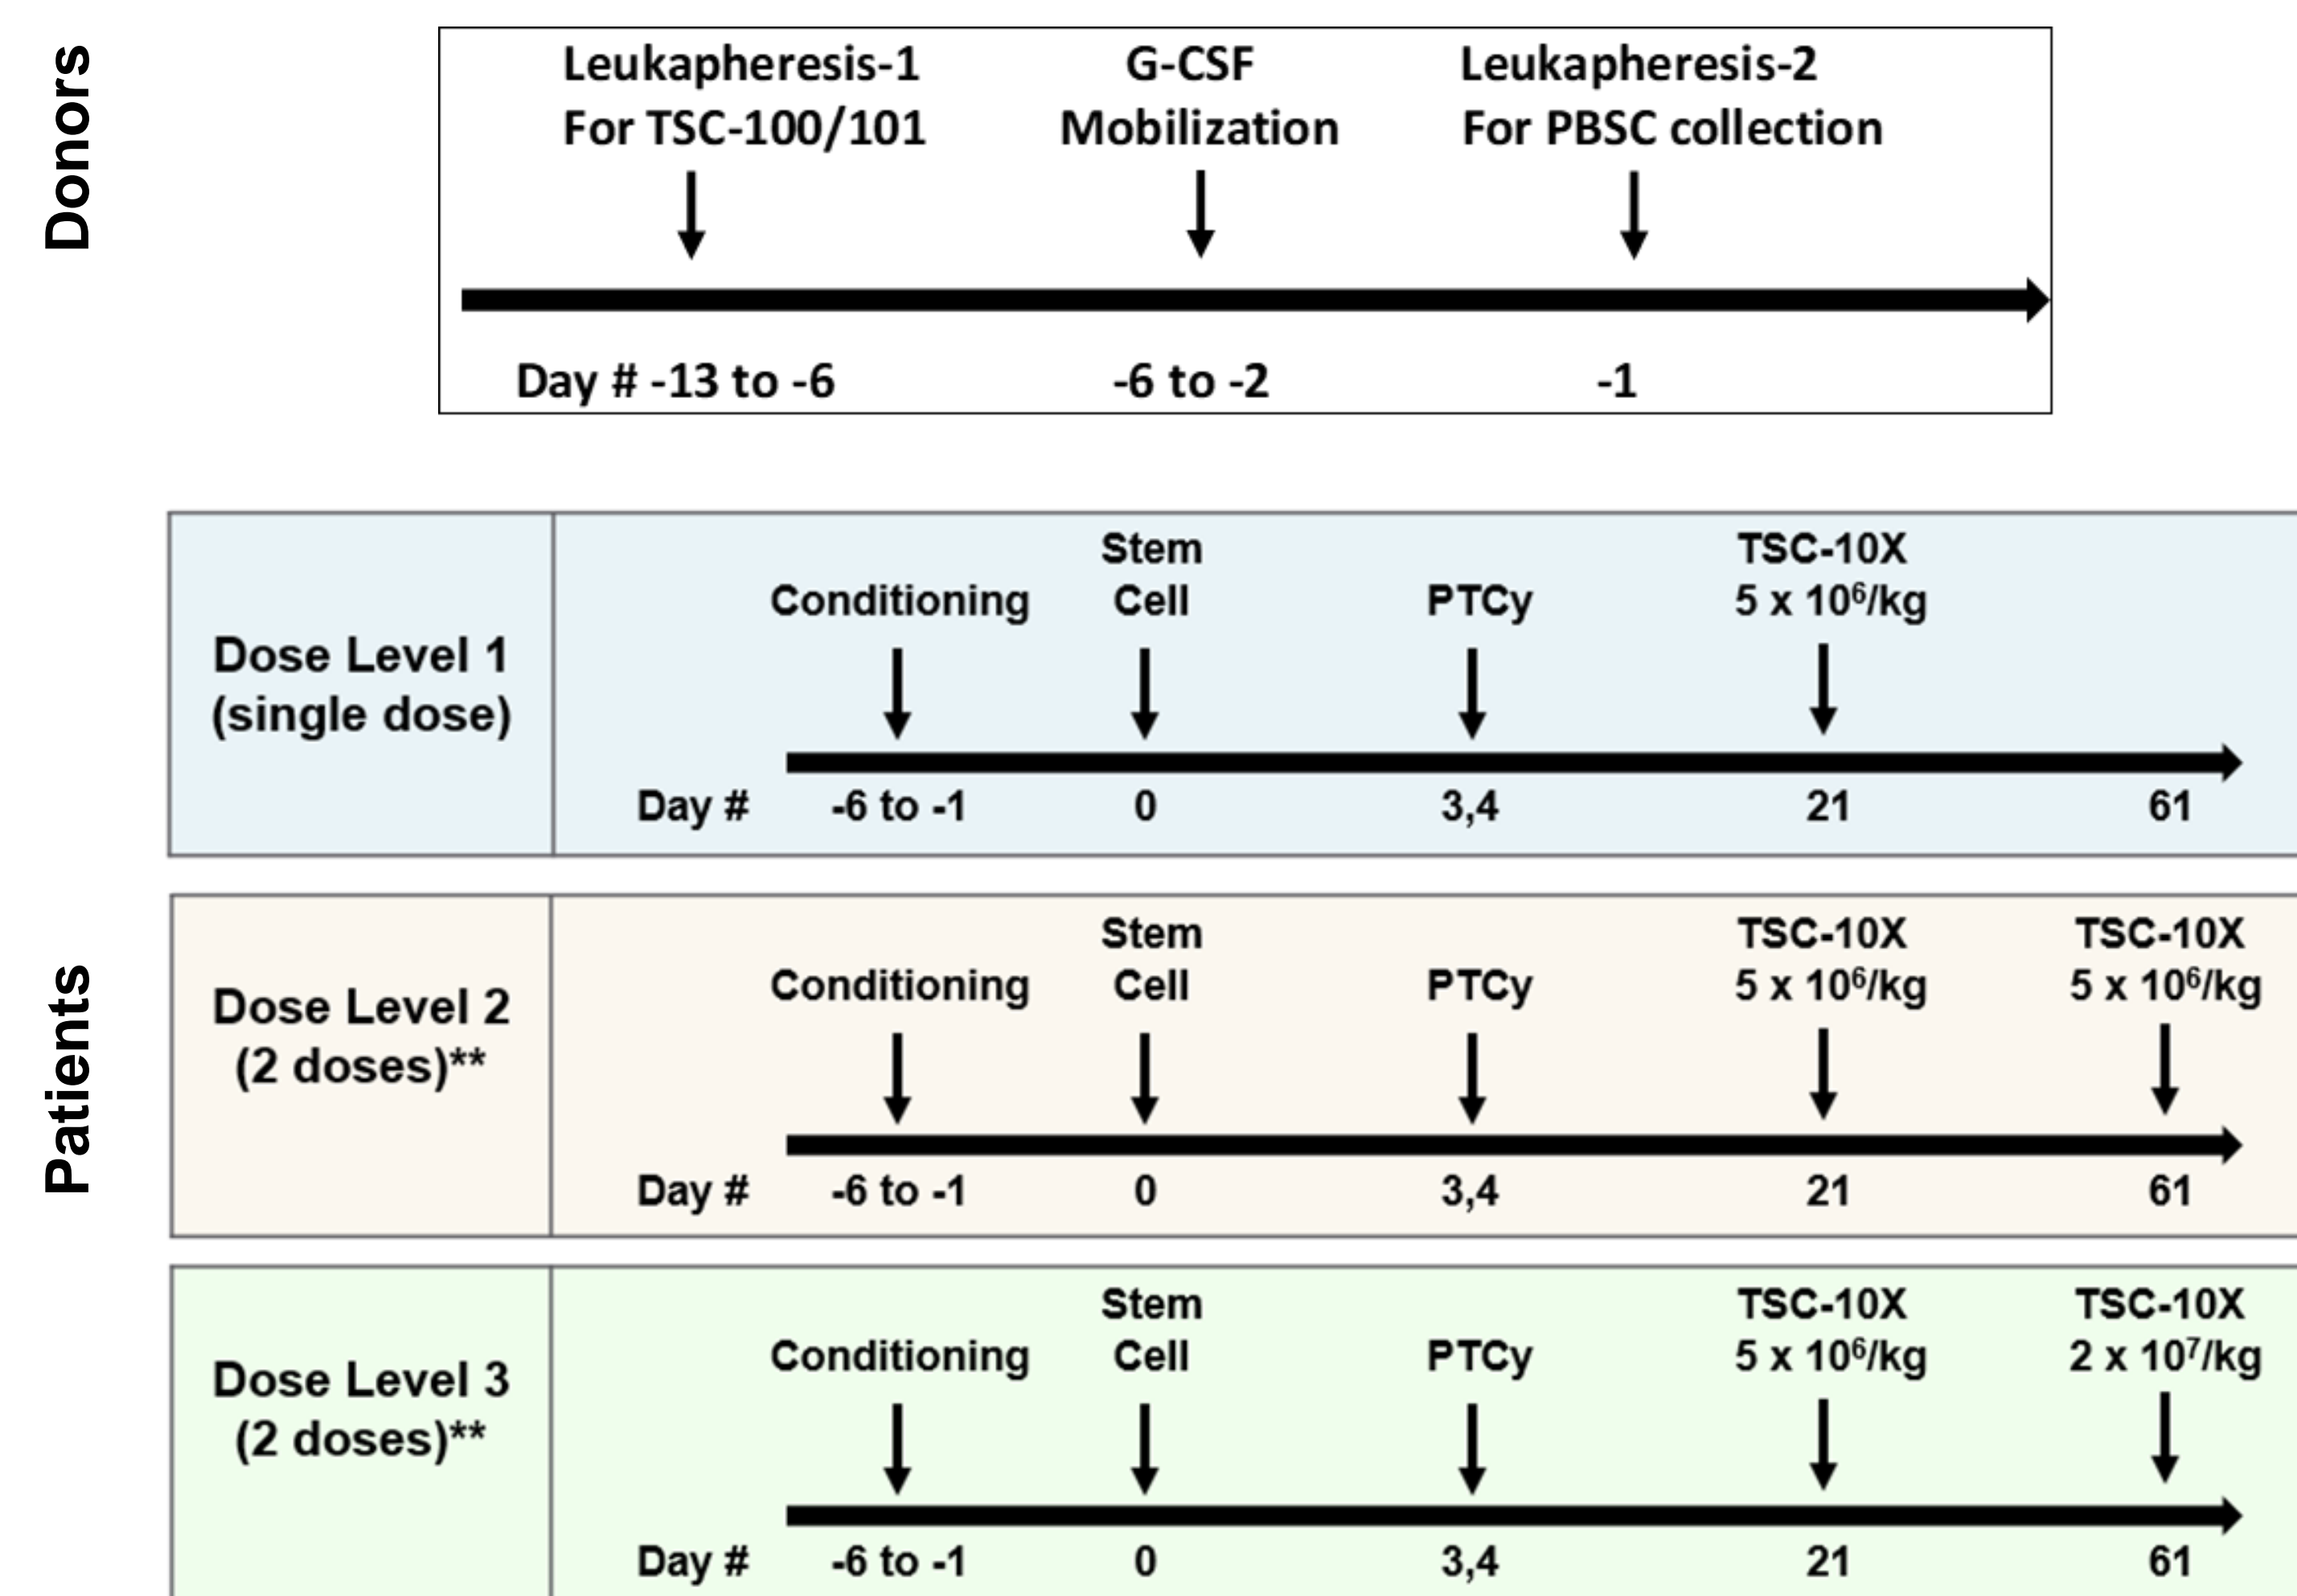 Donors
Leukapheresis-1
For TSC-100/101
G-CSF
Mobilization
Leukapheresis-2
For PBSC collection
Day # -13 to -6
-6 to -2
-1
Patients
Dose Level 1
(single dose)
Conditioning
Stem
Cell
PTCy
TSC-10X
5 x 10⁶/kg
Day #
-6 to -1
0
3,4
21
61
Dose Level 2
(2 doses)**
Conditioning
Stem
Cell
PTCy
TSC-10X
5 x 10⁶/kg
TSC-10X
5 x 10⁶/kg
Day #
-6 to -1
0
3,4
21
61
Dose Level 3
(2 doses)**
Conditioning
Stem
Cell
PTCy
TSC-10X
5 x 10⁶/kg
TSC-10X
2 x 10⁷/kg
Day #
-6 to -1
0
3,4
21
61